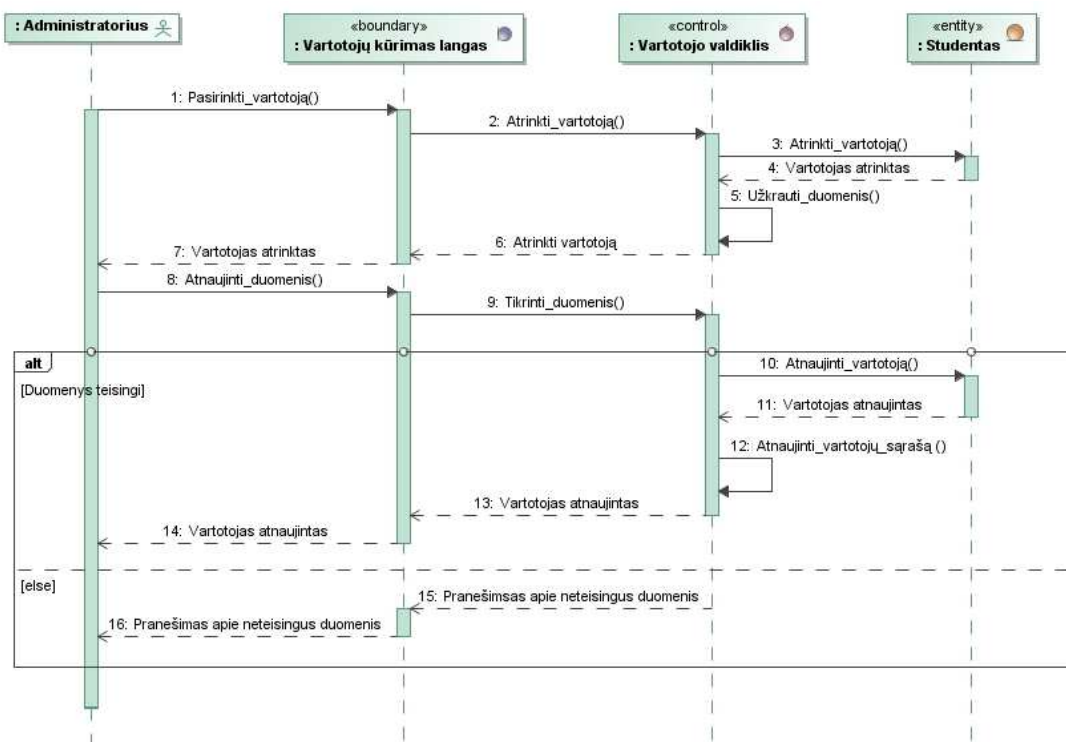 : Administratorius
«boundary»
: Vartotojų kūrimas langas
«control»
: Vartotojo valdiklis
«entity»
: Studentas
1: Pasirinkti_vartotoją()
2: Atrinkti_vartotoją()
3: Atrinkti_vartotoją()
4: Vartotojas atrinktas
5: Užkrauti_duomenis()
6: Atrinkti vartotoją
7: Vartotojas atrinktas
8: Atnaujinti_duomenis()
9: Tikrinti_duomenis()
alt
[Duomenys teisingi]
10: Atnaujinti_vartotoją()
11: Vartotojas atnaujintas
12: Atnaujinti_vartotojų_sąrašą ()
13: Vartotojas atnaujintas
14: Vartotojas atnaujintas
[else]
15: Pranešimsas apie neteisingus duomenis
16: Pranešimas apie neteisingus duomenis